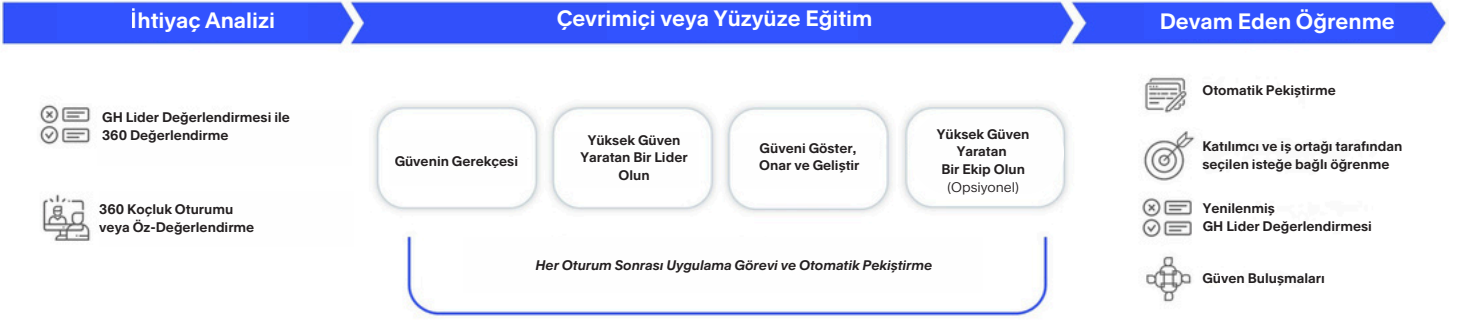 İhtiyaç Analizi
Çevrimiçi veya Yüzyüze Eğitim
Devam Eden Öğrenme
GH Lider Değerlendirmesi ile
360 Değerlendirme
360 Koçluk Oturumu
veya Öz-Değerlendirme
Güvenin Gerekçesi
Yüksek Güven
Yaratan Bir Lider
Olun
Güveni Göster,
Onar ve Geliştir
Yüksek Güven
Yaratan
Bir Ekip Olun
(Opsiyonel)
Her Oturum Sonrası Uygulama Görevi ve Otomatik Pekiştirme
Otomatik Pekiştirme
Katılımcı ve iş ortağı tarafından
seçilen isteğe bağlı öğrenme
Yenilenmiş
GH Lider Değerlendirmesi
Güven Buluşmaları